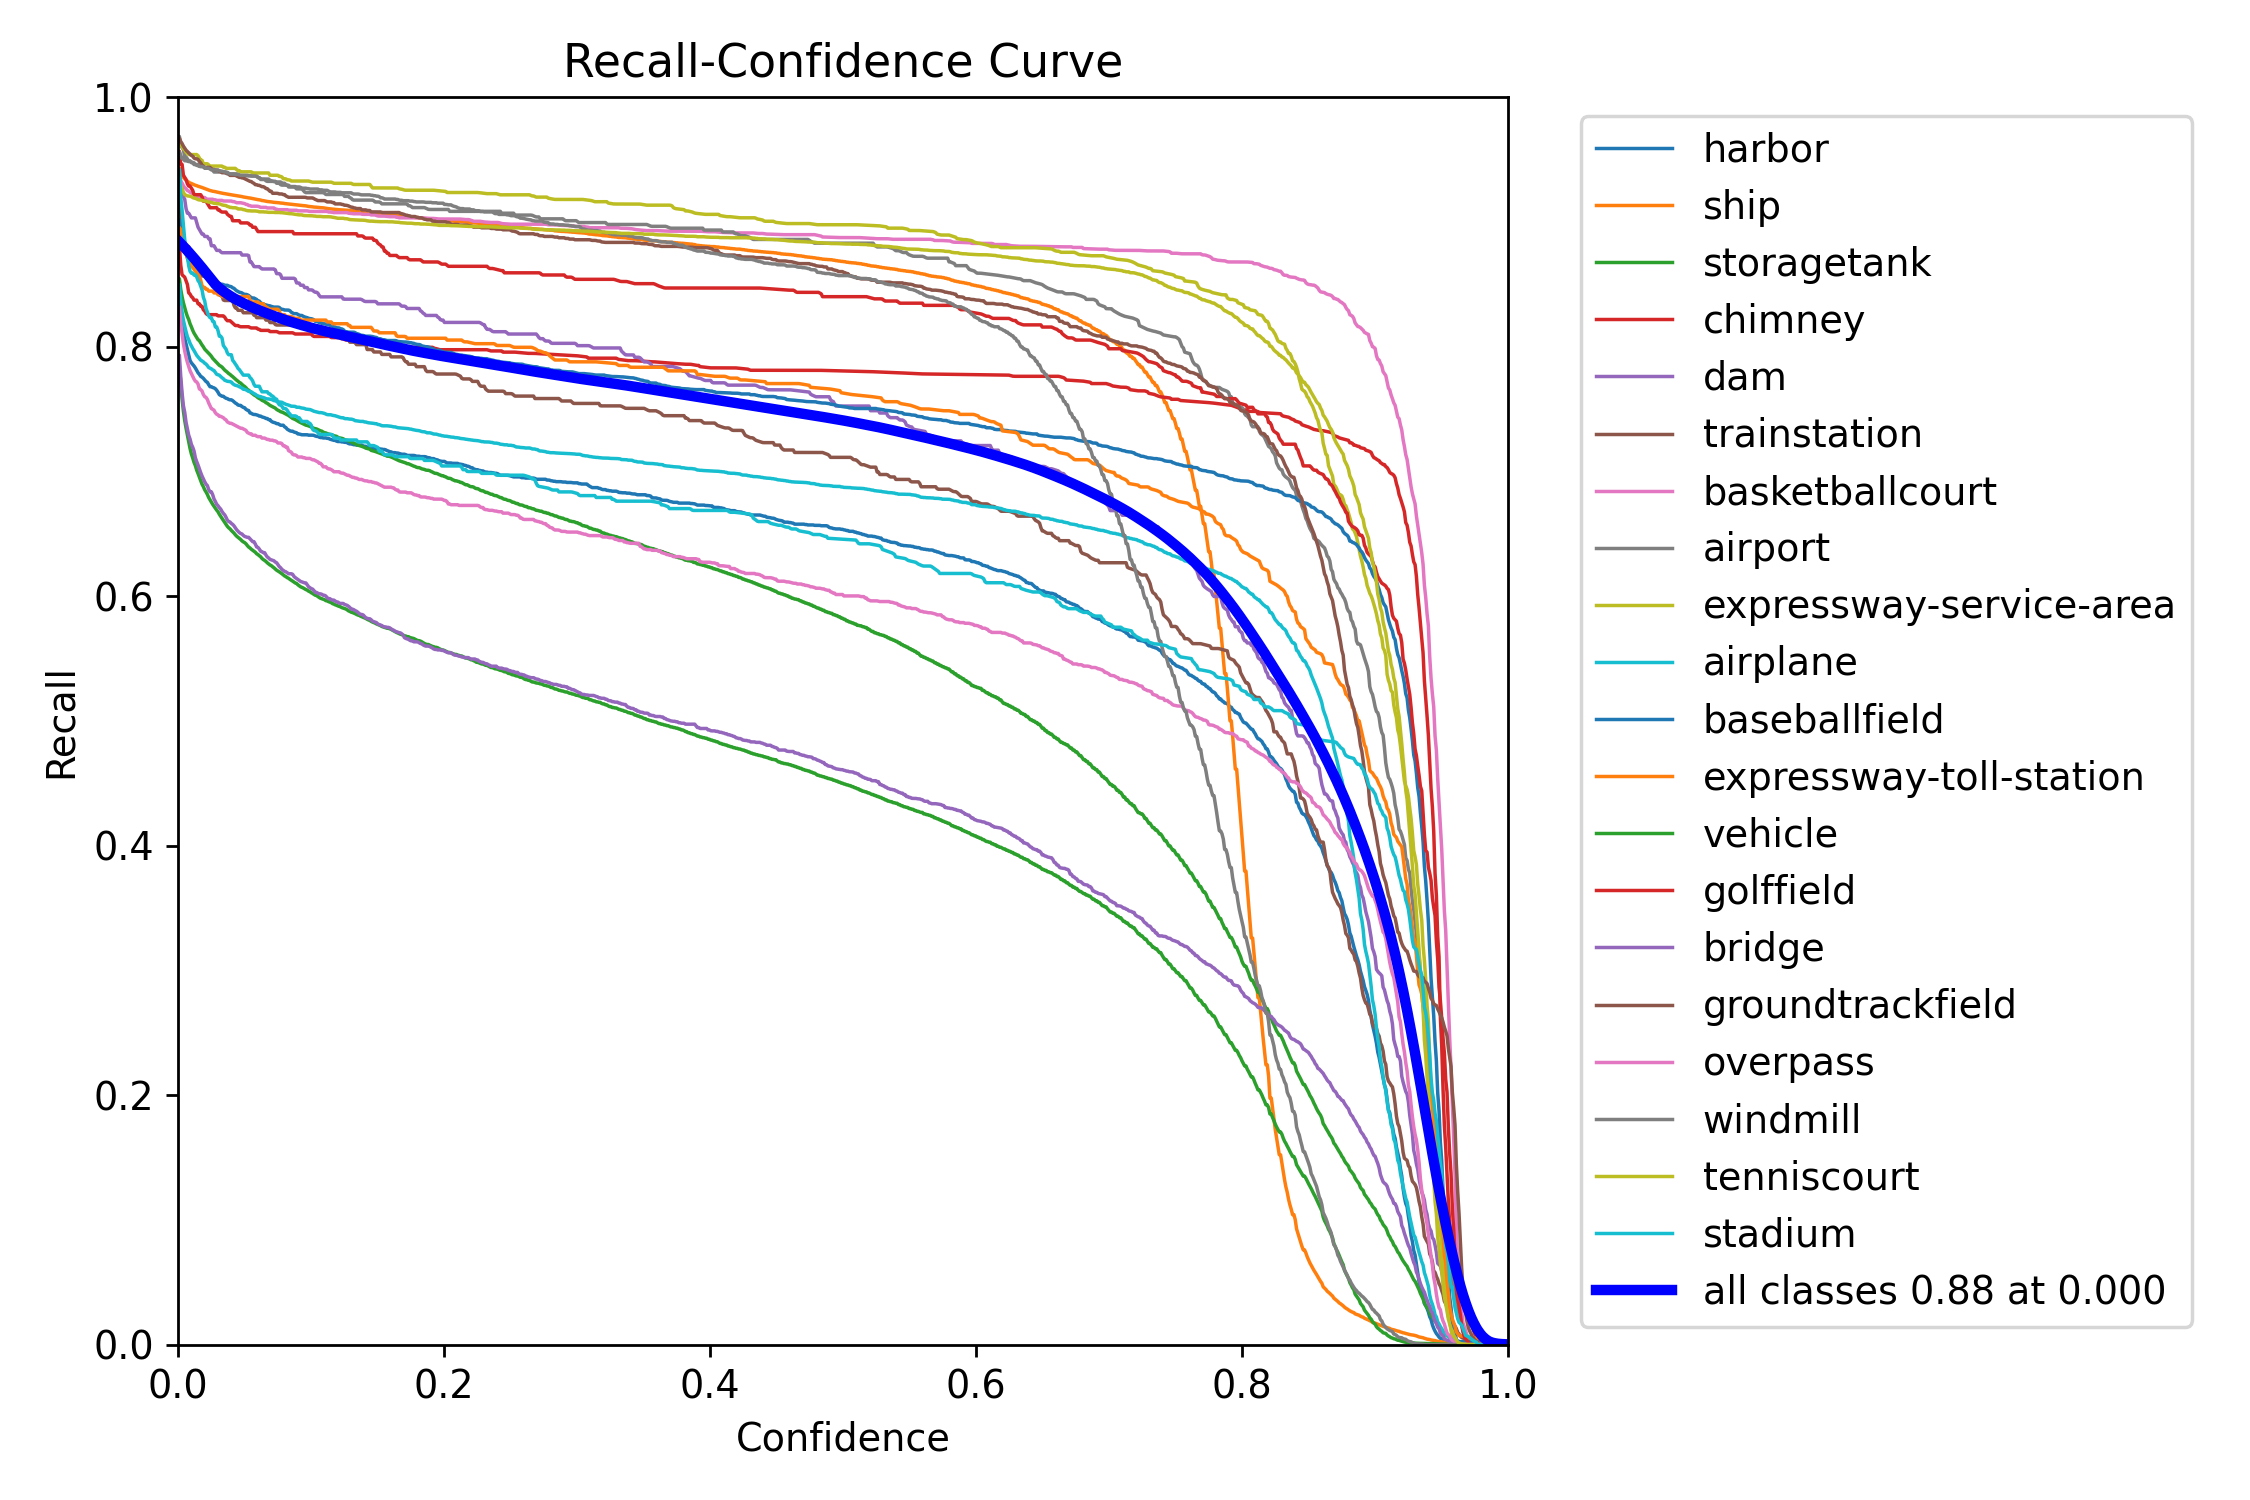 Recall-Confidence Curve
1.0
0.8
0.6
0.4
0.2
0.0
Recall
0.0 0.2 0.4 0.6 0.8 1.0
Confidence
harbor
ship
storagetank
chimney
dam
trainstation
basketballcourt
airport
expressway-service-area
airplane
baseballfield
expressway-toll-station
vehicle
golffield
bridge
groundtrackfield
overpass
windmill
tenniscourt
stadium
all classes 0.88 at 0.000